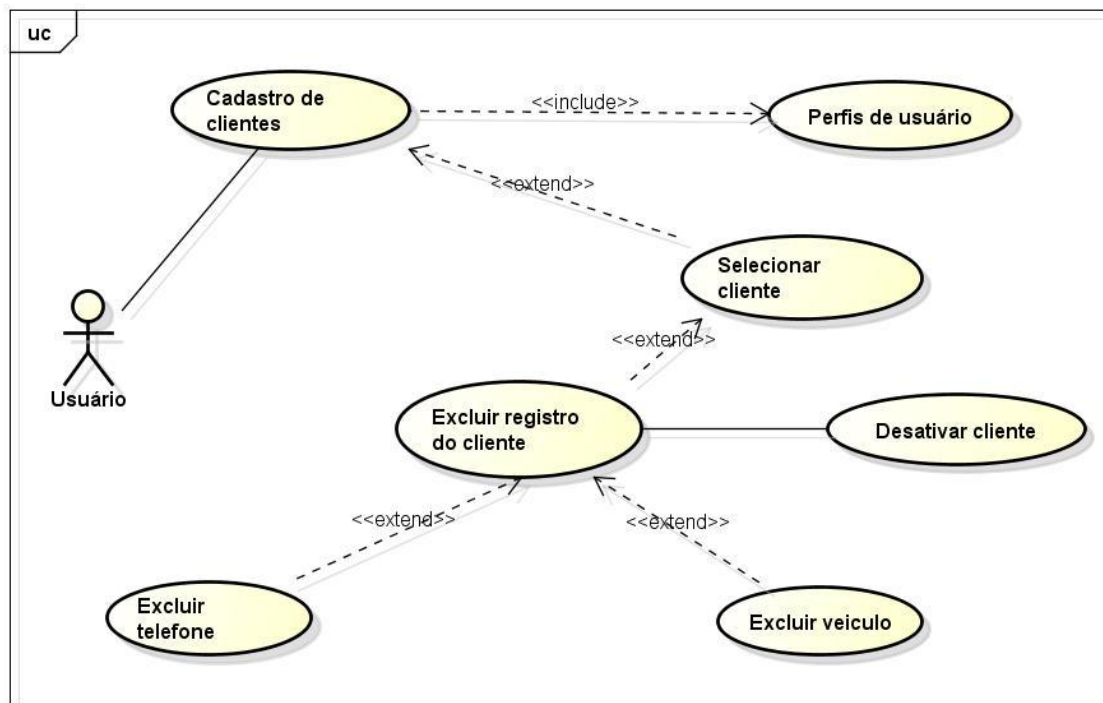 uc
Cadastro de
clientes
<<include>>
Perfis de usuário
<<extend>>
Selecionar
cliente
<<extend>>
Usuário
Excluir registro
do cliente
Desativar cliente
<<extend>>
<<extend>>
Excluir
telefone
Excluir veiculo